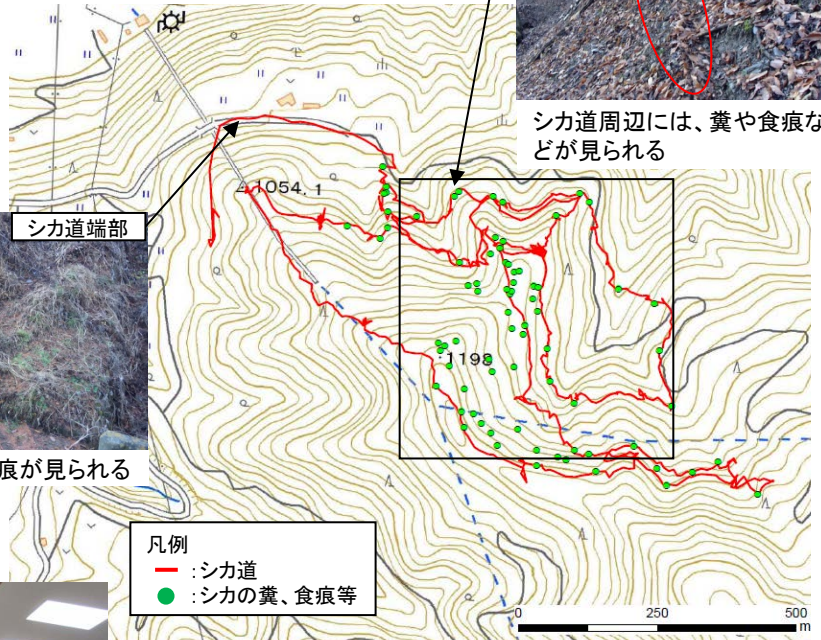 シカ道周辺には、糞や食痕な
どが見られる
1054.1
シカ道端部
1198
痕が見られる
凡例
:シカ道
:シカの糞、食痕等
0 250 500
m